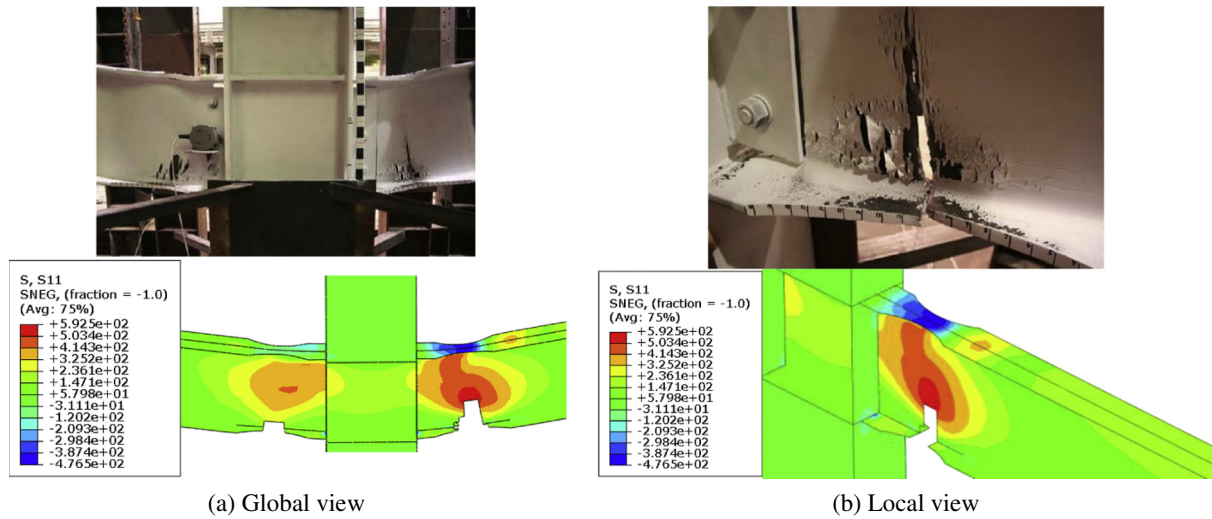 S, S11
SNEG, (fraction = -1.0)
(Avg: 75%)
+5.925e+02
+5.034e+02
+4.143e+02
+3.252e+02
+2.361e+02
+1.471e+02
+5.798e+01
-3.111e+01
-1.202e+02
-2.093e+02
-2.984e+02
-3.874e+02
-4.765e+02
(a) Global view
S, S11
SNEG, (fraction = -1.0)
(Avg: 75%)
+5.925e+02
+5.034e+02
+4.143e+02
+3.252e+02
+2.361e+02
+1.471e+02
+5.798e+01
-3.111e+01
-1.202e+02
-2.093e+02
-2.984e+02
-3.874e+02
-4.765e+02
(b) Local view